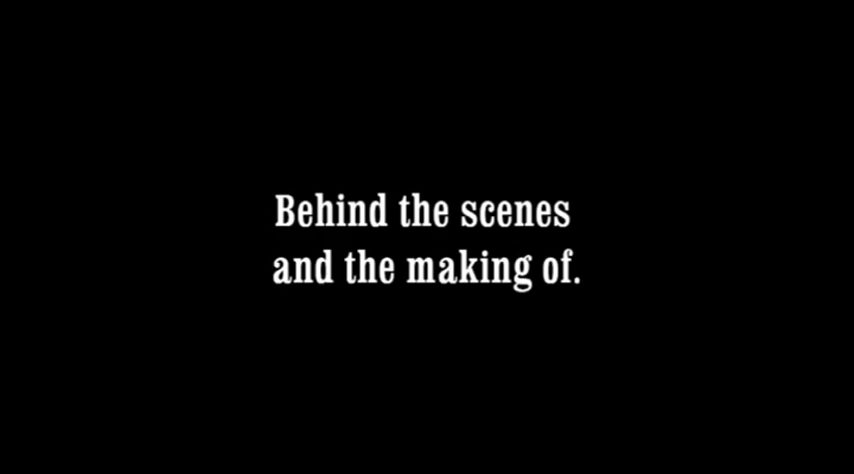 Behind the scenes
and the making of.